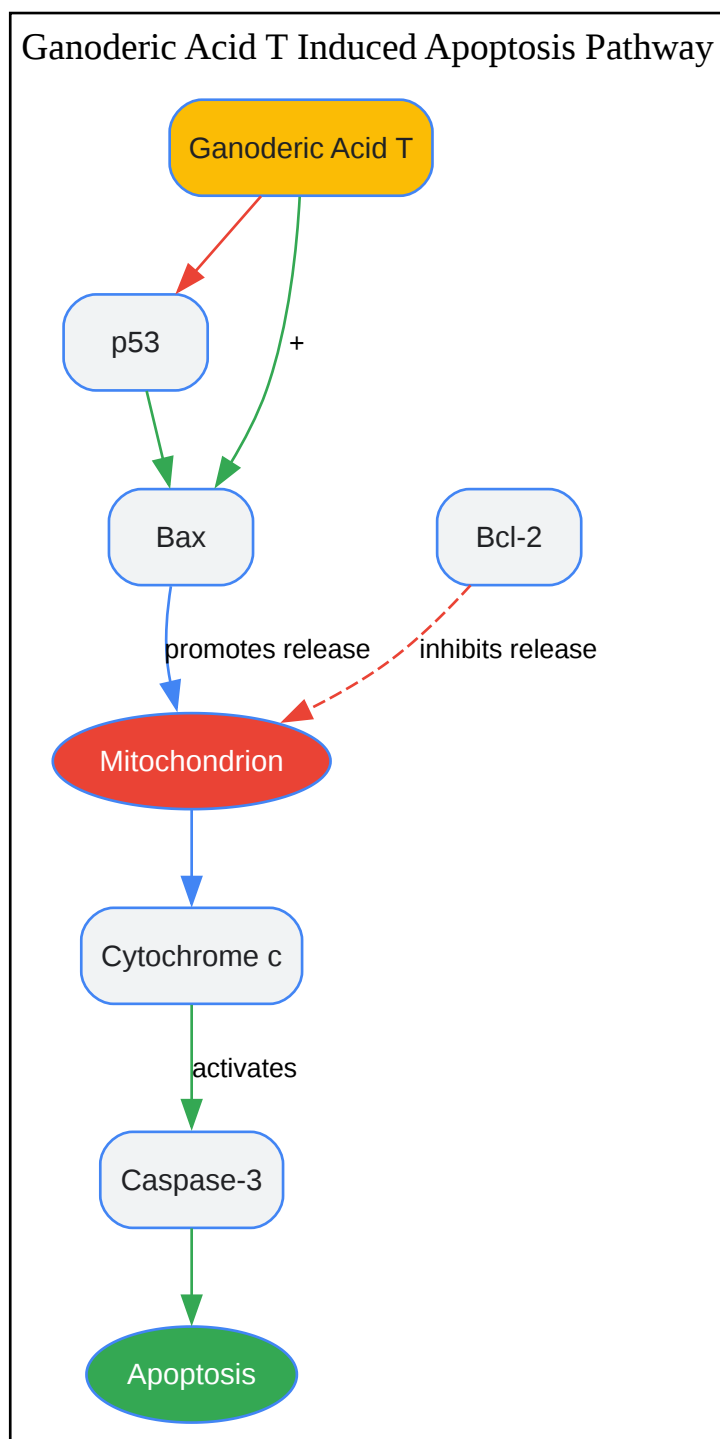 Ganoderic Acid T Induced Apoptosis Pathway
Ganoderic Acid T
p53
+
Bax
Bcl-2
promotes release
inhibits release
Mitochondrion
Cytochrome c
activates
Caspase-3
Apoptosis